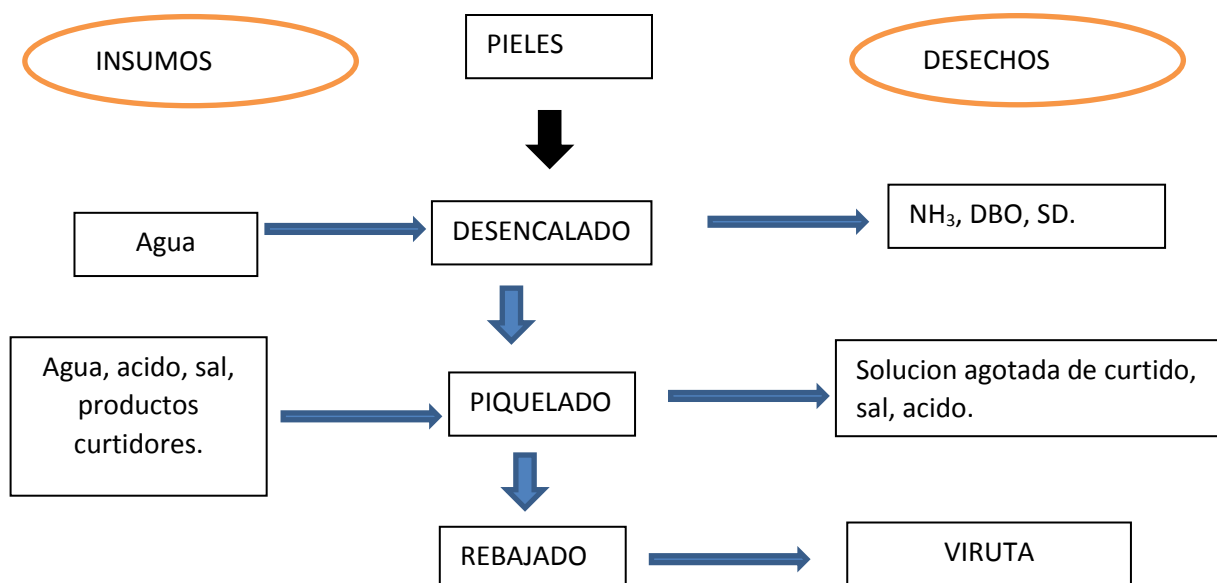 INSUMOS
PIELES
DESECHOS
Agua
DESENCALADO
NH₃, DBO, SD.
Agua, acido, sal,
productos
curtidores.
PIQUELADO
Solucion agotada de curtido,
sal, acido.
REBAJADO
VIRUTA